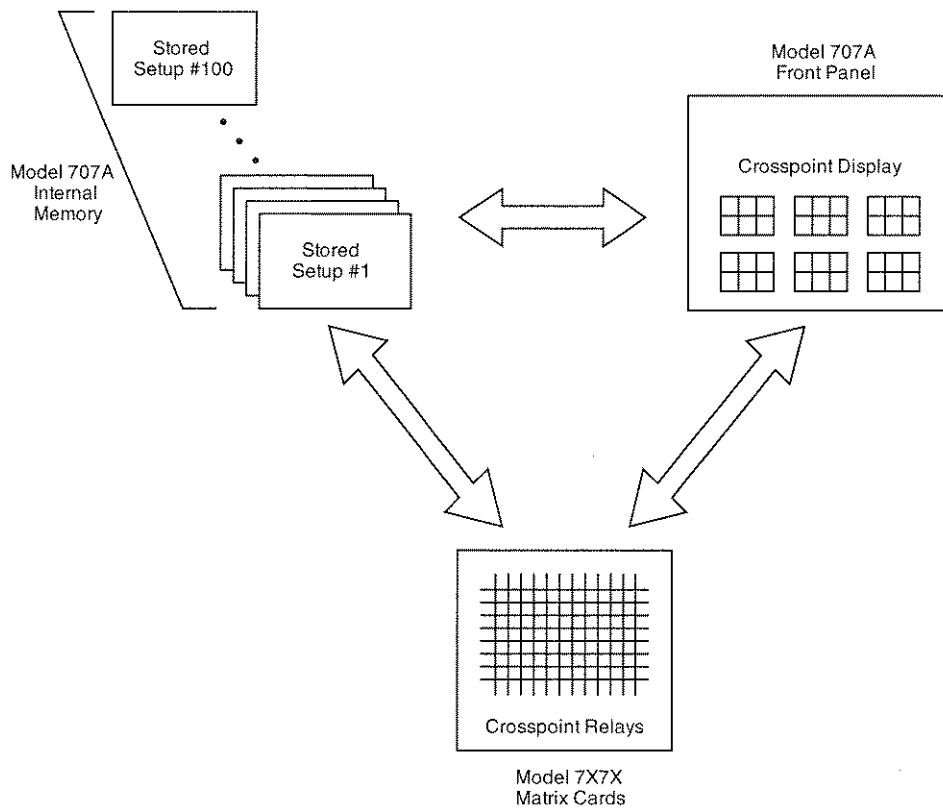 Stored
Setup #100
Model 707A
Internal
Memory
Stored
Setup #1
Model 707A
Front Panel
Crosspoint Display
Crosspoint Relays
Model 7X7X
Matrix Cards